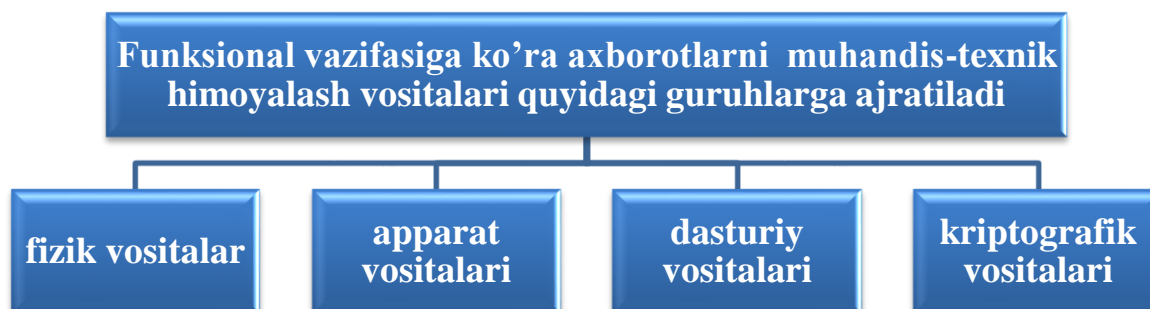 Funksional vazifasiga ko’ra axborotlarni muhandis-texnik
himoyalash vositalari quyidagi guruhlarga ajratiladi
fizik vositalar
apparat
vositalari
dasturiy
vositalari
kriptografik
vositalari